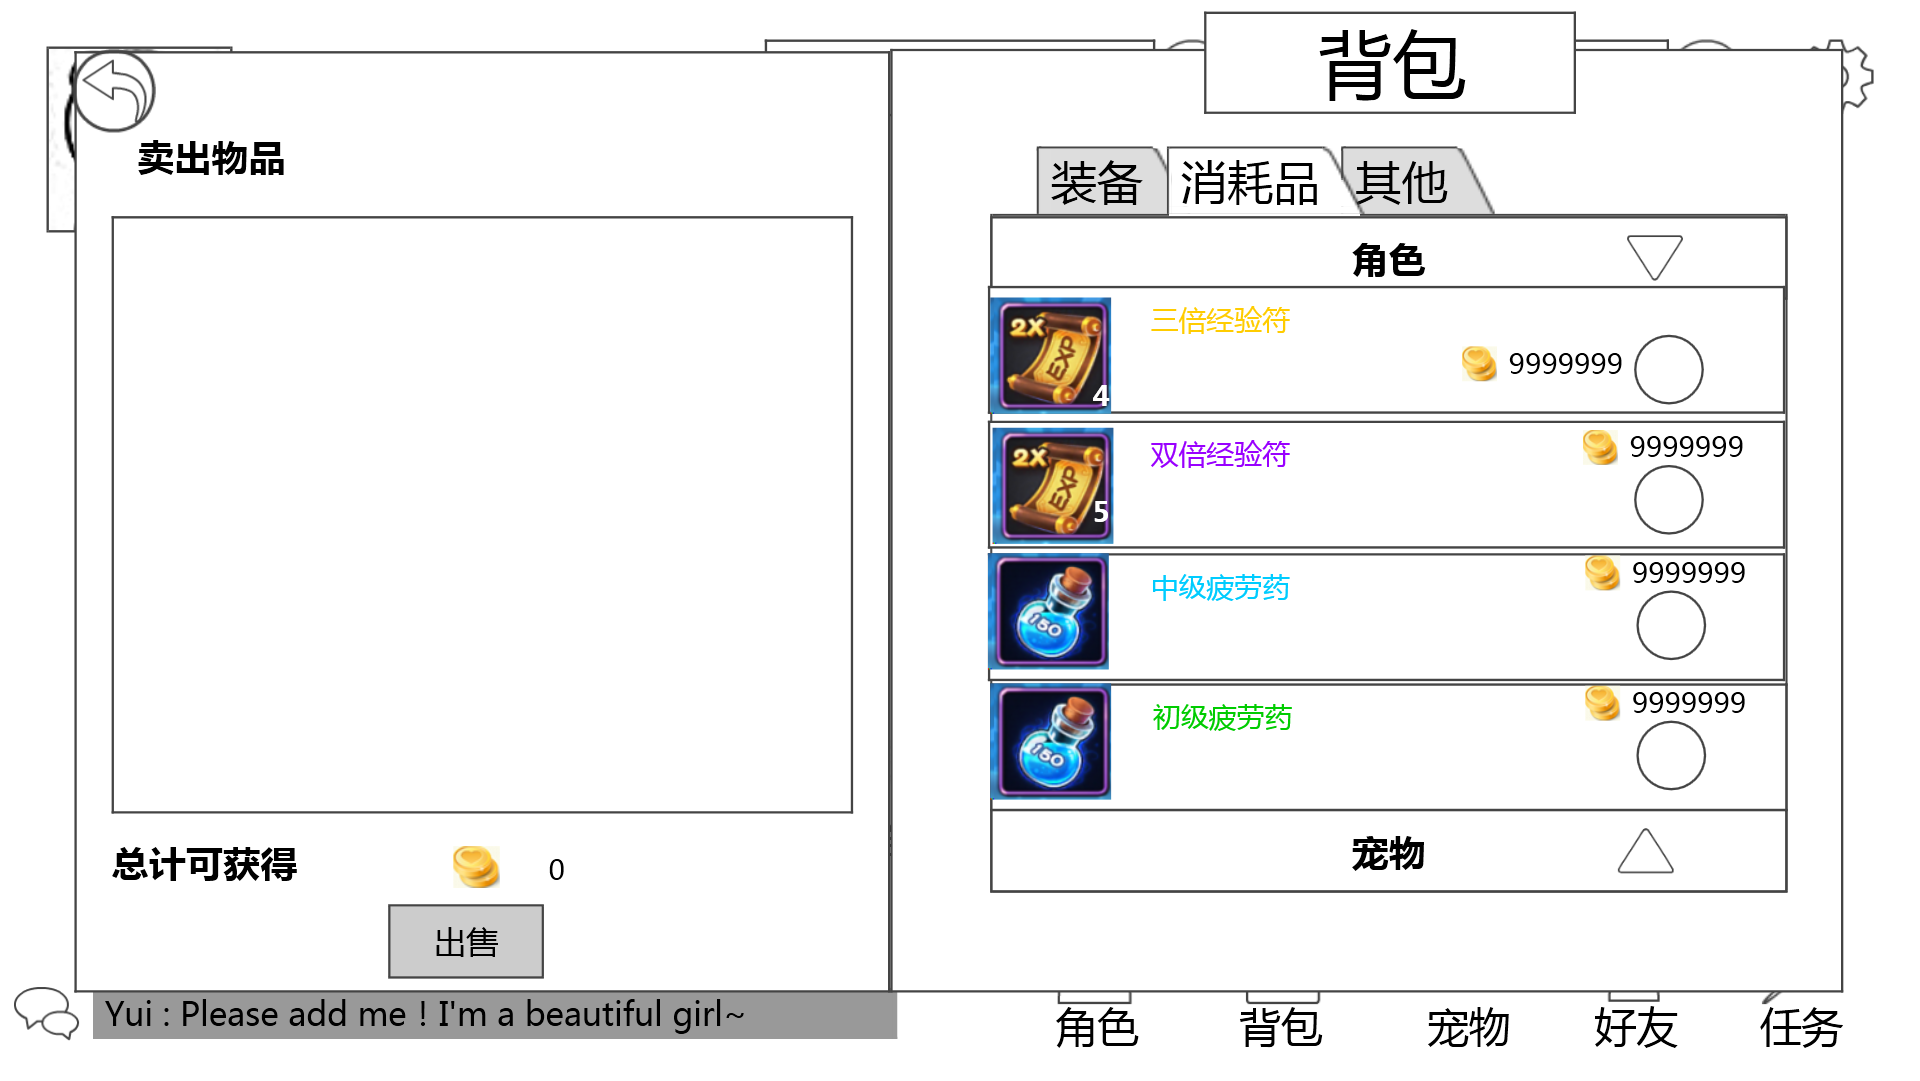 背包
卖出物品
装备 消耗品 其他
角色
2X EXP 4
三倍经验符
9999999
2X EXP 5
双倍经验符
9999999
150
中级疲劳药
9999999
150
初级疲劳药
9999999
宠物
总计可获得 0
出售
Yui : Please add me ! I'm a beautiful girl~
角色 背包 宠物 好友 任务